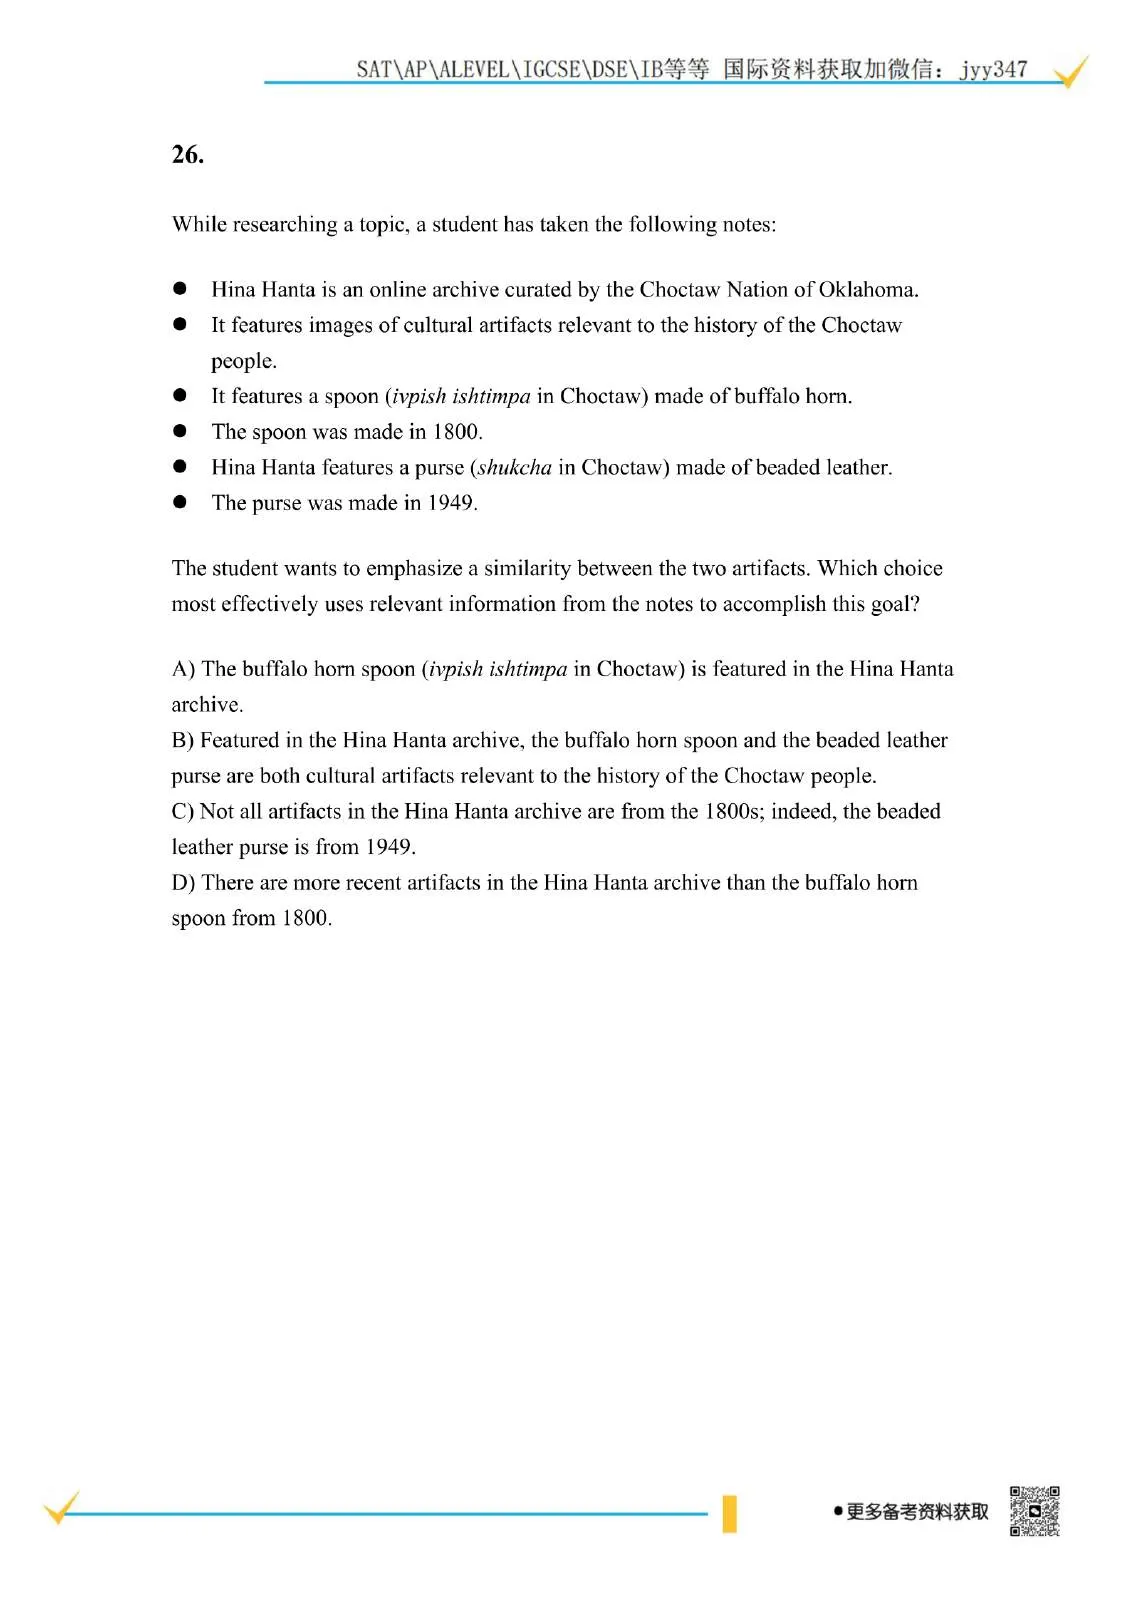 SAT\AP\ALEVEL\IGCSE\DSE\IB等等 国际资料获取加微信：jyy347
26.
While researching a topic, a student has taken the following notes:
● Hina Hanta is an online archive curated by the Choctaw Nation of Oklahoma.
● It features images of cultural artifacts relevant to the history of the Choctaw
people.
● It features a spoon (ivpish ishtimpa in Choctaw) made of buffalo horn.
● The spoon was made in 1800.
● Hina Hanta features a purse (shukcha in Choctaw) made of beaded leather.
● The purse was made in 1949.
The student wants to emphasize a similarity between the two artifacts. Which choice
most effectively uses relevant information from the notes to accomplish this goal?
A) The buffalo horn spoon (ivpish ishtimpa in Choctaw) is featured in the Hina Hanta
archive.
B) Featured in the Hina Hanta archive, the buffalo horn spoon and the beaded leather
purse are both cultural artifacts relevant to the history of the Choctaw people.
C) Not all artifacts in the Hina Hanta archive are from the 1800s; indeed, the beaded
leather purse is from 1949.
D) There are more recent artifacts in the Hina Hanta archive than the buffalo horn
spoon from 1800.
●更多备考资料获取